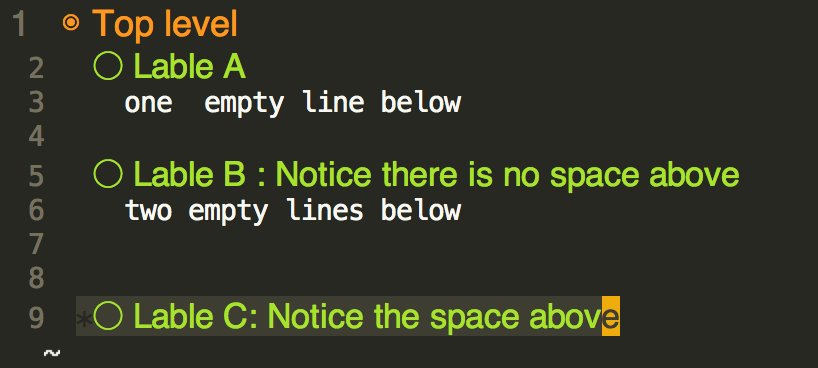 1 ◉ Top level
2 ○ Lable A
3 one  empty line below
4
5 ○ Lable B : Notice there is no space above
6 two empty lines below
7
8
9 *○ Lable C: Notice the space above
~